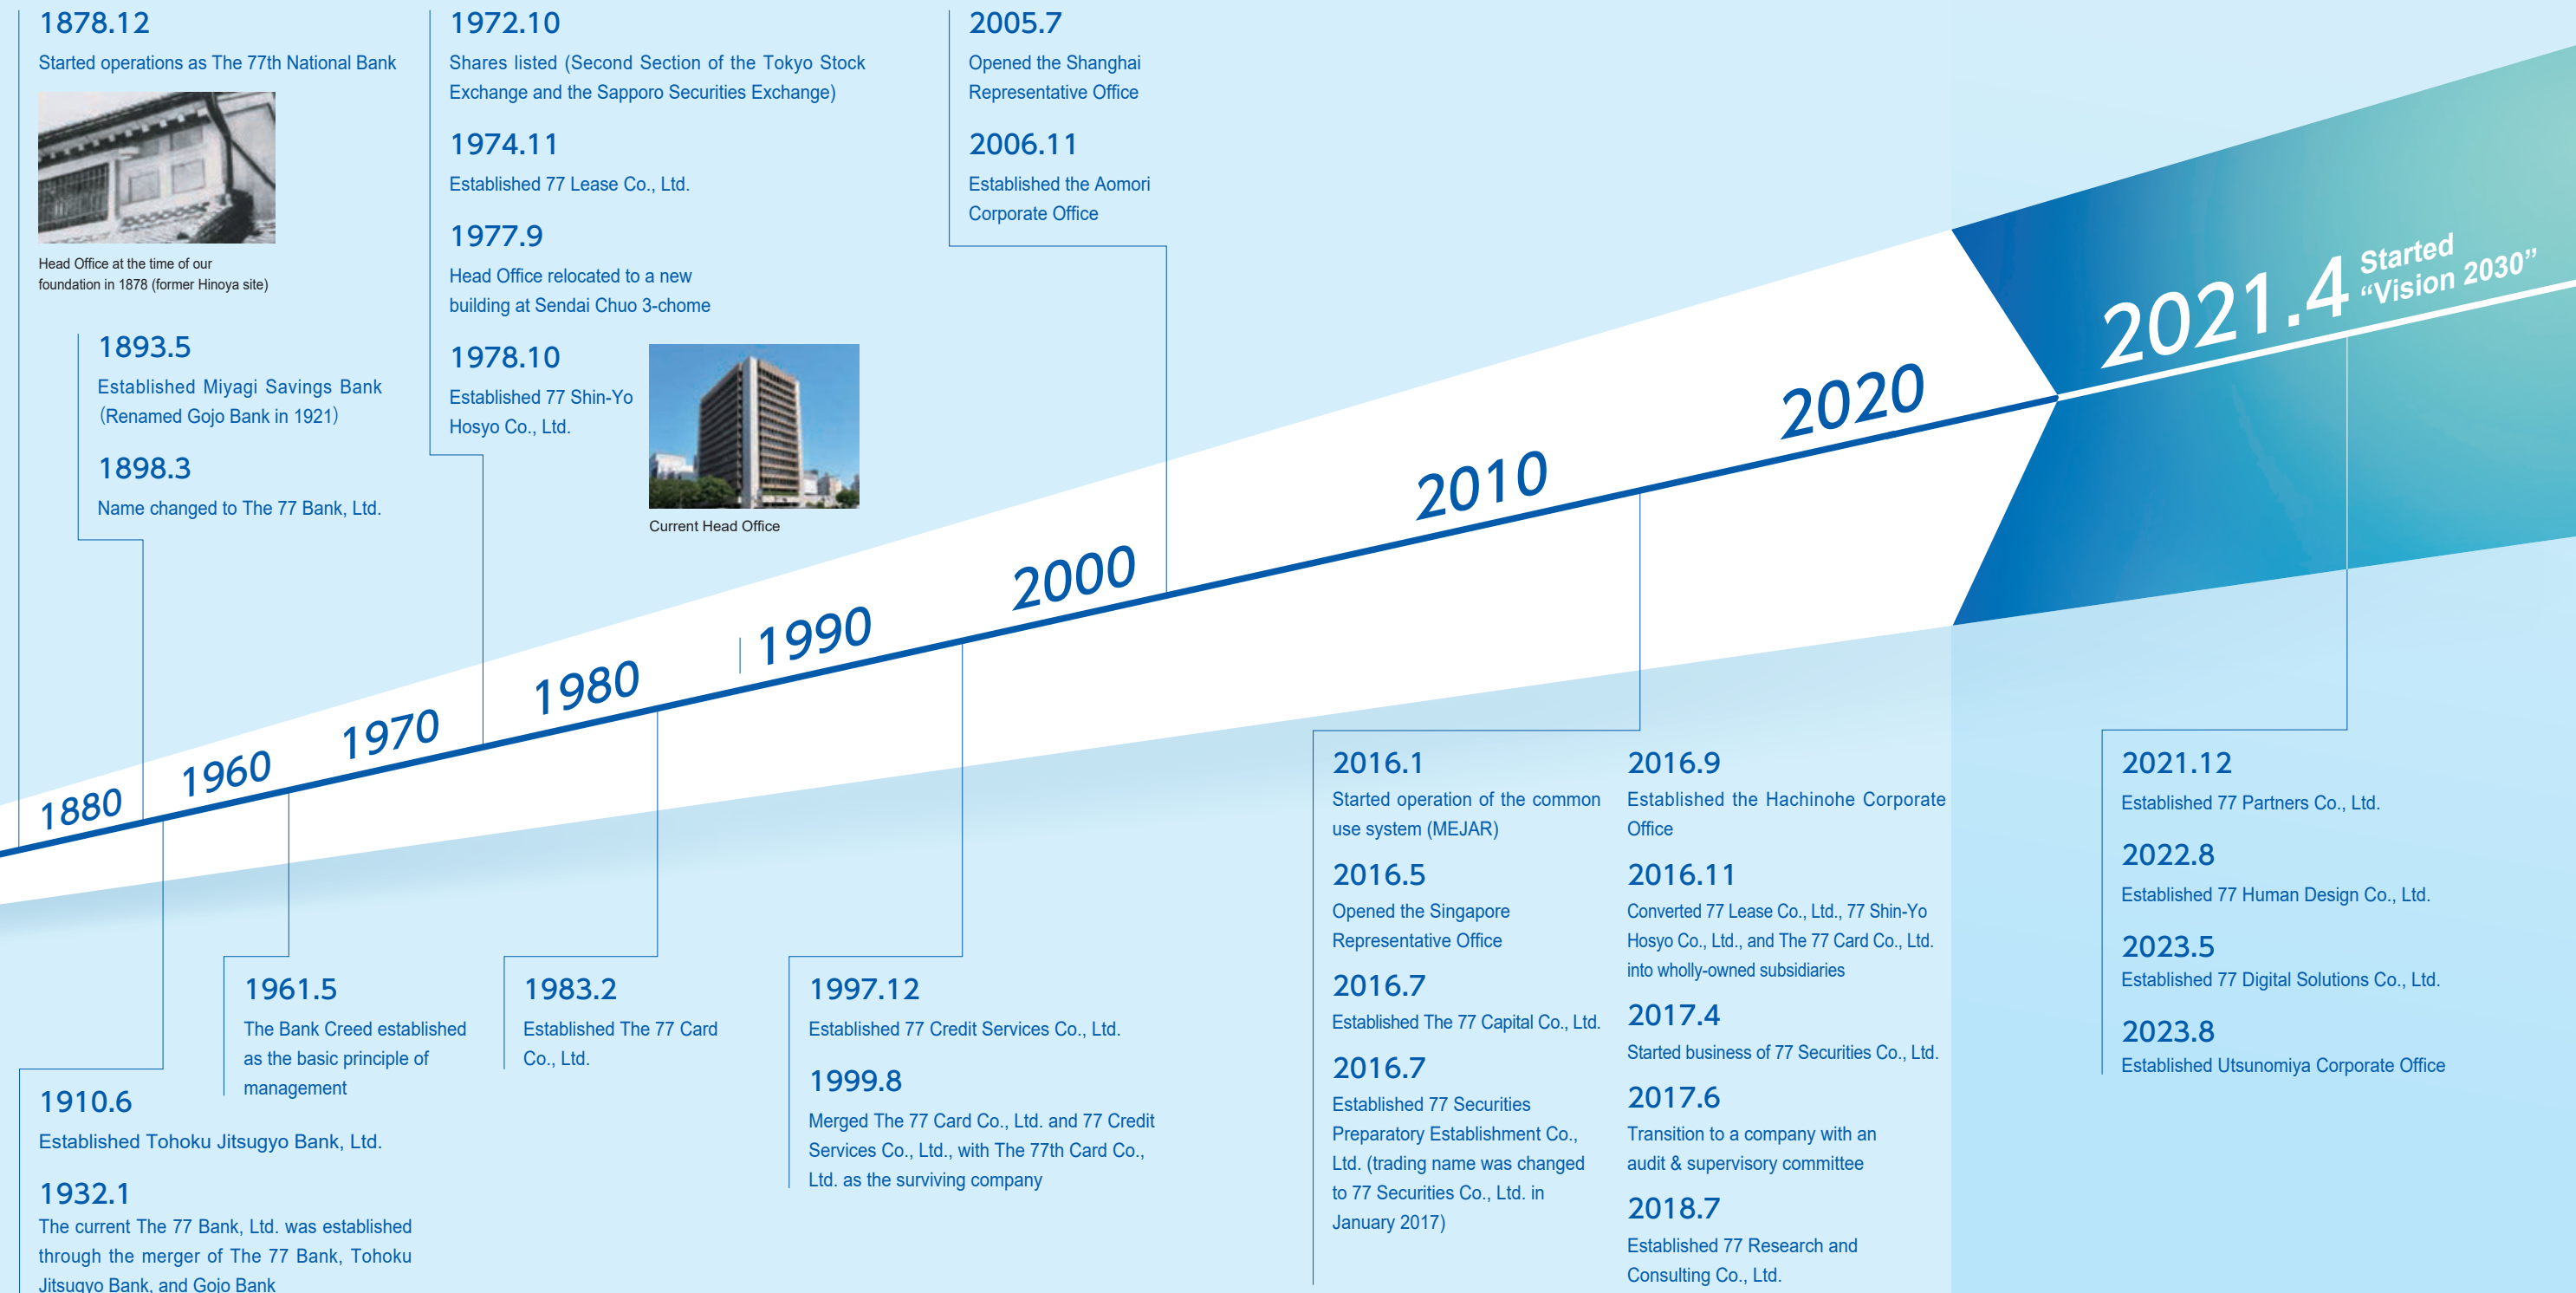 1878.12
Started operations as The 77th National Bank
Head Office at the time of our
foundation in 1878 (former Hinoya site)
1893.5
Established Miyagi Savings Bank
(Renamed Gojo Bank in 1921)
1898.3
Name changed to The 77 Bank, Ltd.
1972.10
Shares listed (Second Section of the Tokyo Stock
Exchange and the Sapporo Securities Exchange)
1974.11
Established 77 Lease Co., Ltd.
1977.9
Head Office relocated to a new
building at Sendai Chuo 3-chome
1978.10
Established 77 Shin-Yo
Hosyo Co., Ltd.
Current Head Office
2005.7
Opened the Shanghai
Representative Office
2006.11
Established the Aomori
Corporate Office
1880
1960
1970
1980
1990
2000
2010
2020
2021.4
Started
“Vision 2030”
1910.6
Established Tohoku Jitsugyo Bank, Ltd.
1932.1
The current The 77 Bank, Ltd. was established
through the merger of The 77 Bank, Tohoku
Jitsugyo Bank, and Gojo Bank
1961.5
The Bank Creed established
as the basic principle of
management
1983.2
Established The 77 Card
Co., Ltd.
1997.12
Established 77 Credit Services Co., Ltd.
1999.8
Merged The 77 Card Co., Ltd. and 77 Credit
Services Co., Ltd., with The 77th Card Co.,
Ltd. as the surviving company
2016.1
Started operation of the common
use system (MEJAR)
2016.5
Opened the Singapore
Representative Office
2016.7
Established The 77 Capital Co., Ltd.
2016.7
Established 77 Securities
Preparatory Establishment Co.,
Ltd. (trading name was changed
to 77 Securities Co., Ltd. in
January 2017)
2016.9
Established the Hachinohe Corporate
Office
2016.11
Converted 77 Lease Co., Ltd., 77 Shin-Yo
Hosyo Co., Ltd., and The 77 Card Co., Ltd.
into wholly-owned subsidiaries
2017.4
Started business of 77 Securities Co., Ltd.
2017.6
Transition to a company with an
audit & supervisory committee
2018.7
Established 77 Research and
Consulting Co., Ltd.
2021.12
Established 77 Partners Co., Ltd.
2022.8
Established 77 Human Design Co., Ltd.
2023.5
Established 77 Digital Solutions Co., Ltd.
2023.8
Established Utsunomiya Corporate Office